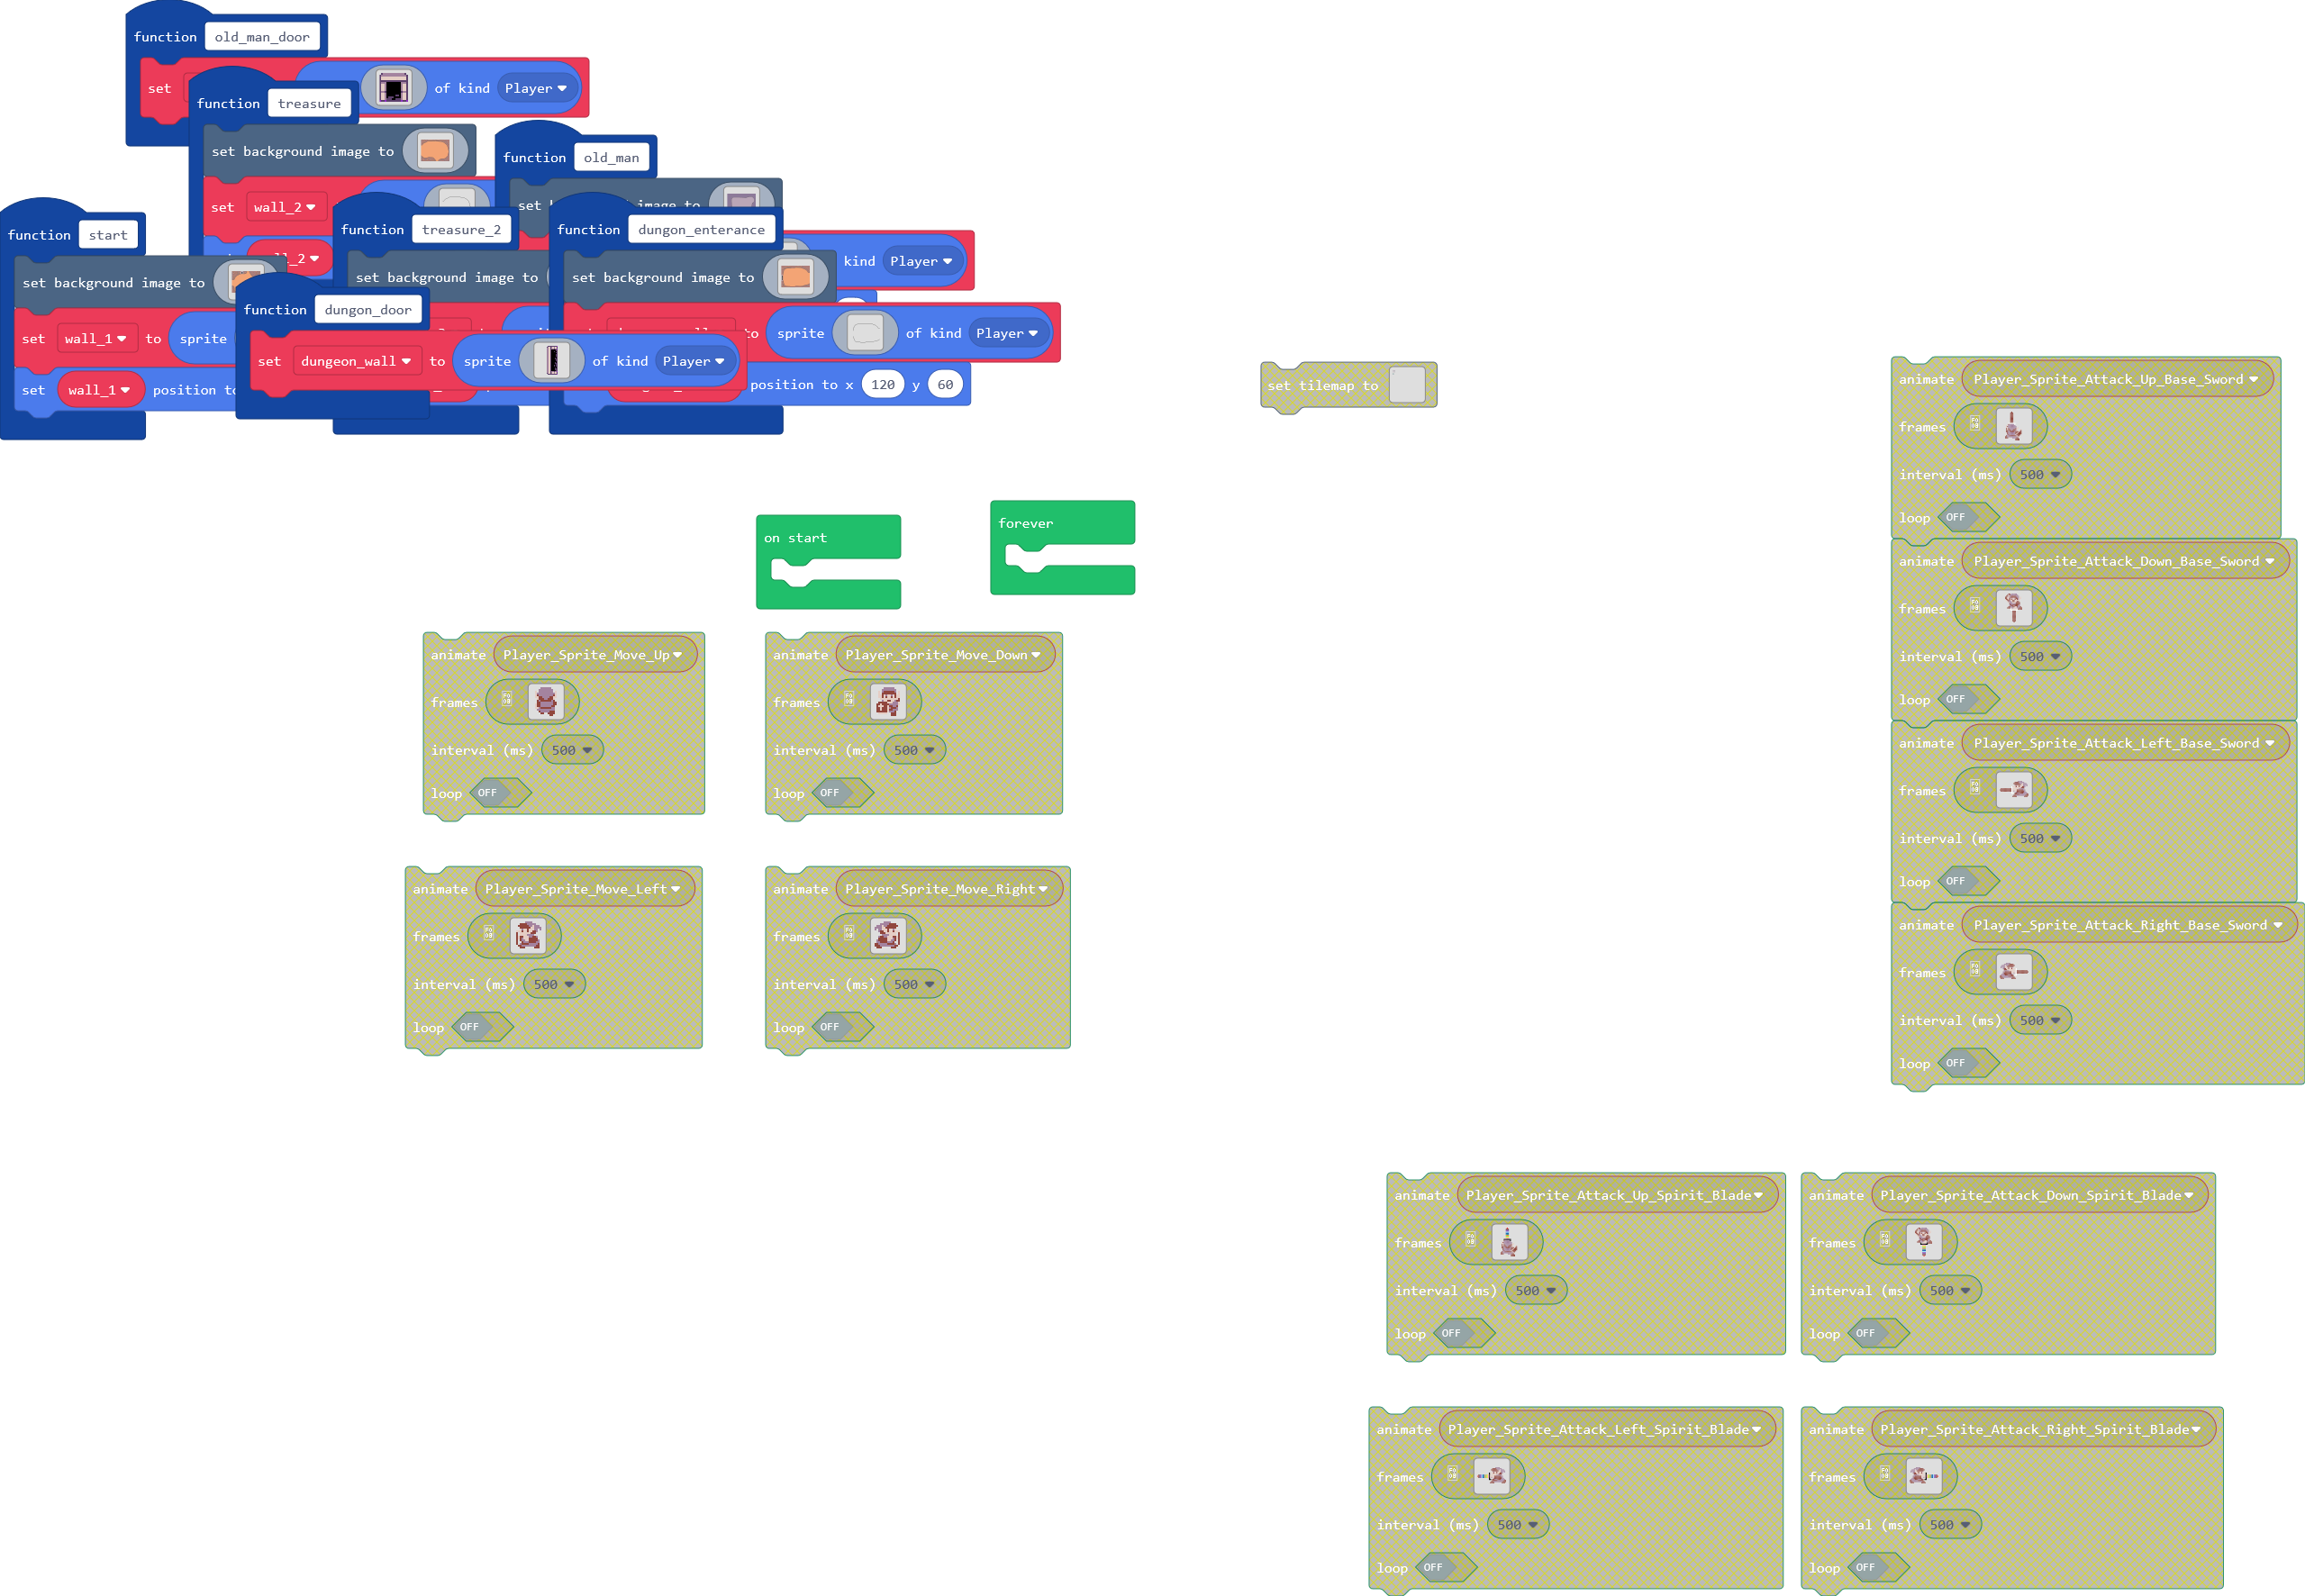 function old_man_door
set of kind Player
function treasure
set background image to
set wall_2
function old_man
set image to
kind Player
function start
set background image to
set wall_1 to sprite
set wall_1 position to
function treasure_2
set background image to
function dungon_enterance
set background image to
to sprite of kind Player
position to x 120 y 60
function dungon_door
set dungeon_wall to sprite of kind Player
set tilemap to
on start
forever
animate Player_Sprite_Move_Up
frames
interval (ms) 500
loop OFF
animate Player_Sprite_Move_Down
frames
interval (ms) 500
loop OFF
animate Player_Sprite_Move_Left
frames
interval (ms) 500
loop OFF
animate Player_Sprite_Move_Right
frames
interval (ms) 500
loop OFF
animate Player_Sprite_Attack_Up_Base_Sword
frames
interval (ms) 500
loop OFF
animate Player_Sprite_Attack_Down_Base_Sword
frames
interval (ms) 500
loop OFF
animate Player_Sprite_Attack_Left_Base_Sword
frames
interval (ms) 500
loop OFF
animate Player_Sprite_Attack_Right_Base_Sword
frames
interval (ms) 500
loop OFF
animate Player_Sprite_Attack_Up_Spirit_Blade
frames
interval (ms) 500
loop OFF
animate Player_Sprite_Attack_Down_Spirit_Blade
frames
interval (ms) 500
loop OFF
animate Player_Sprite_Attack_Left_Spirit_Blade
frames
interval (ms) 500
loop OFF
animate Player_Sprite_Attack_Right_Spirit_Blade
frames
interval (ms) 500
loop OFF